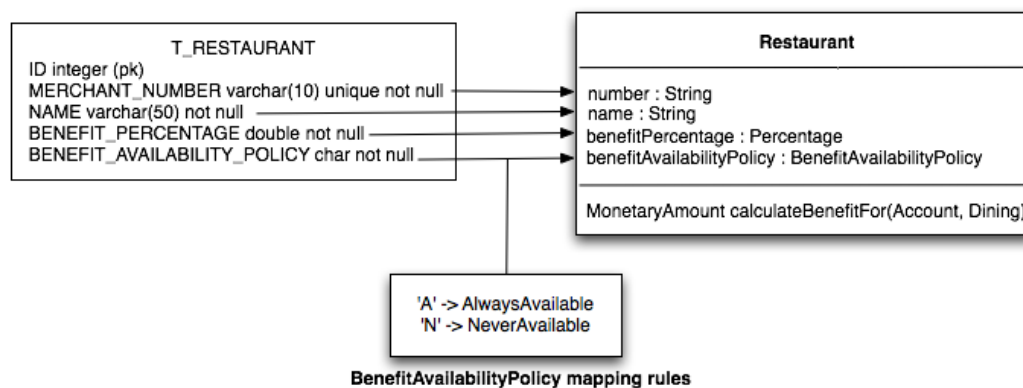 T_RESTAURANT
ID integer (pk)
MERCHANT_NUMBER varchar(10) unique not null
NAME varchar(50) not null
BENEFIT_PERCENTAGE double not null
BENEFIT_AVAILABILITY_POLICY char not null
Restaurant
number : String
name : String
benefitPercentage : Percentage
benefitAvailabilityPolicy : BenefitAvailabilityPolicy
MonetaryAmount calculateBenefitFor(Account, Dining)
'A' -> AlwaysAvailable
'N' -> NeverAvailable
BenefitAvailabilityPolicy mapping rules